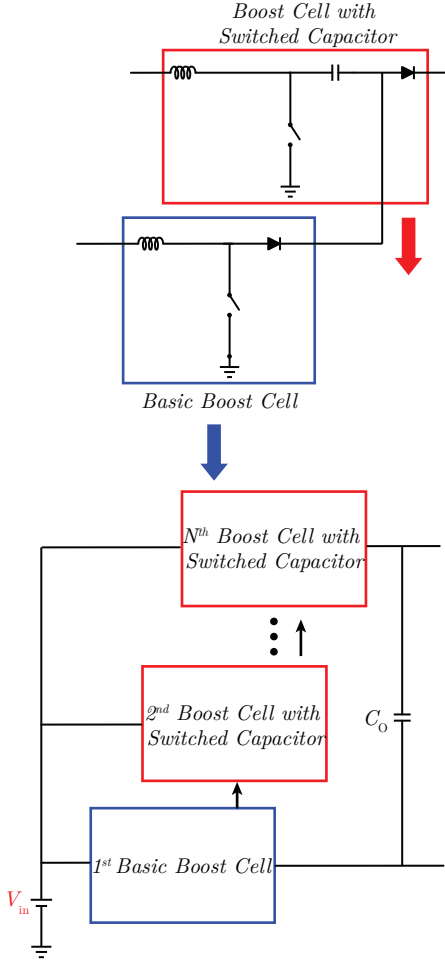 Boost Cell with
Switched Capacitor
Basic Boost Cell
Nth Boost Cell with
Switched Capacitor
2nd Boost Cell with
Switched Capacitor
CO
1st Basic Boost Cell
Vin